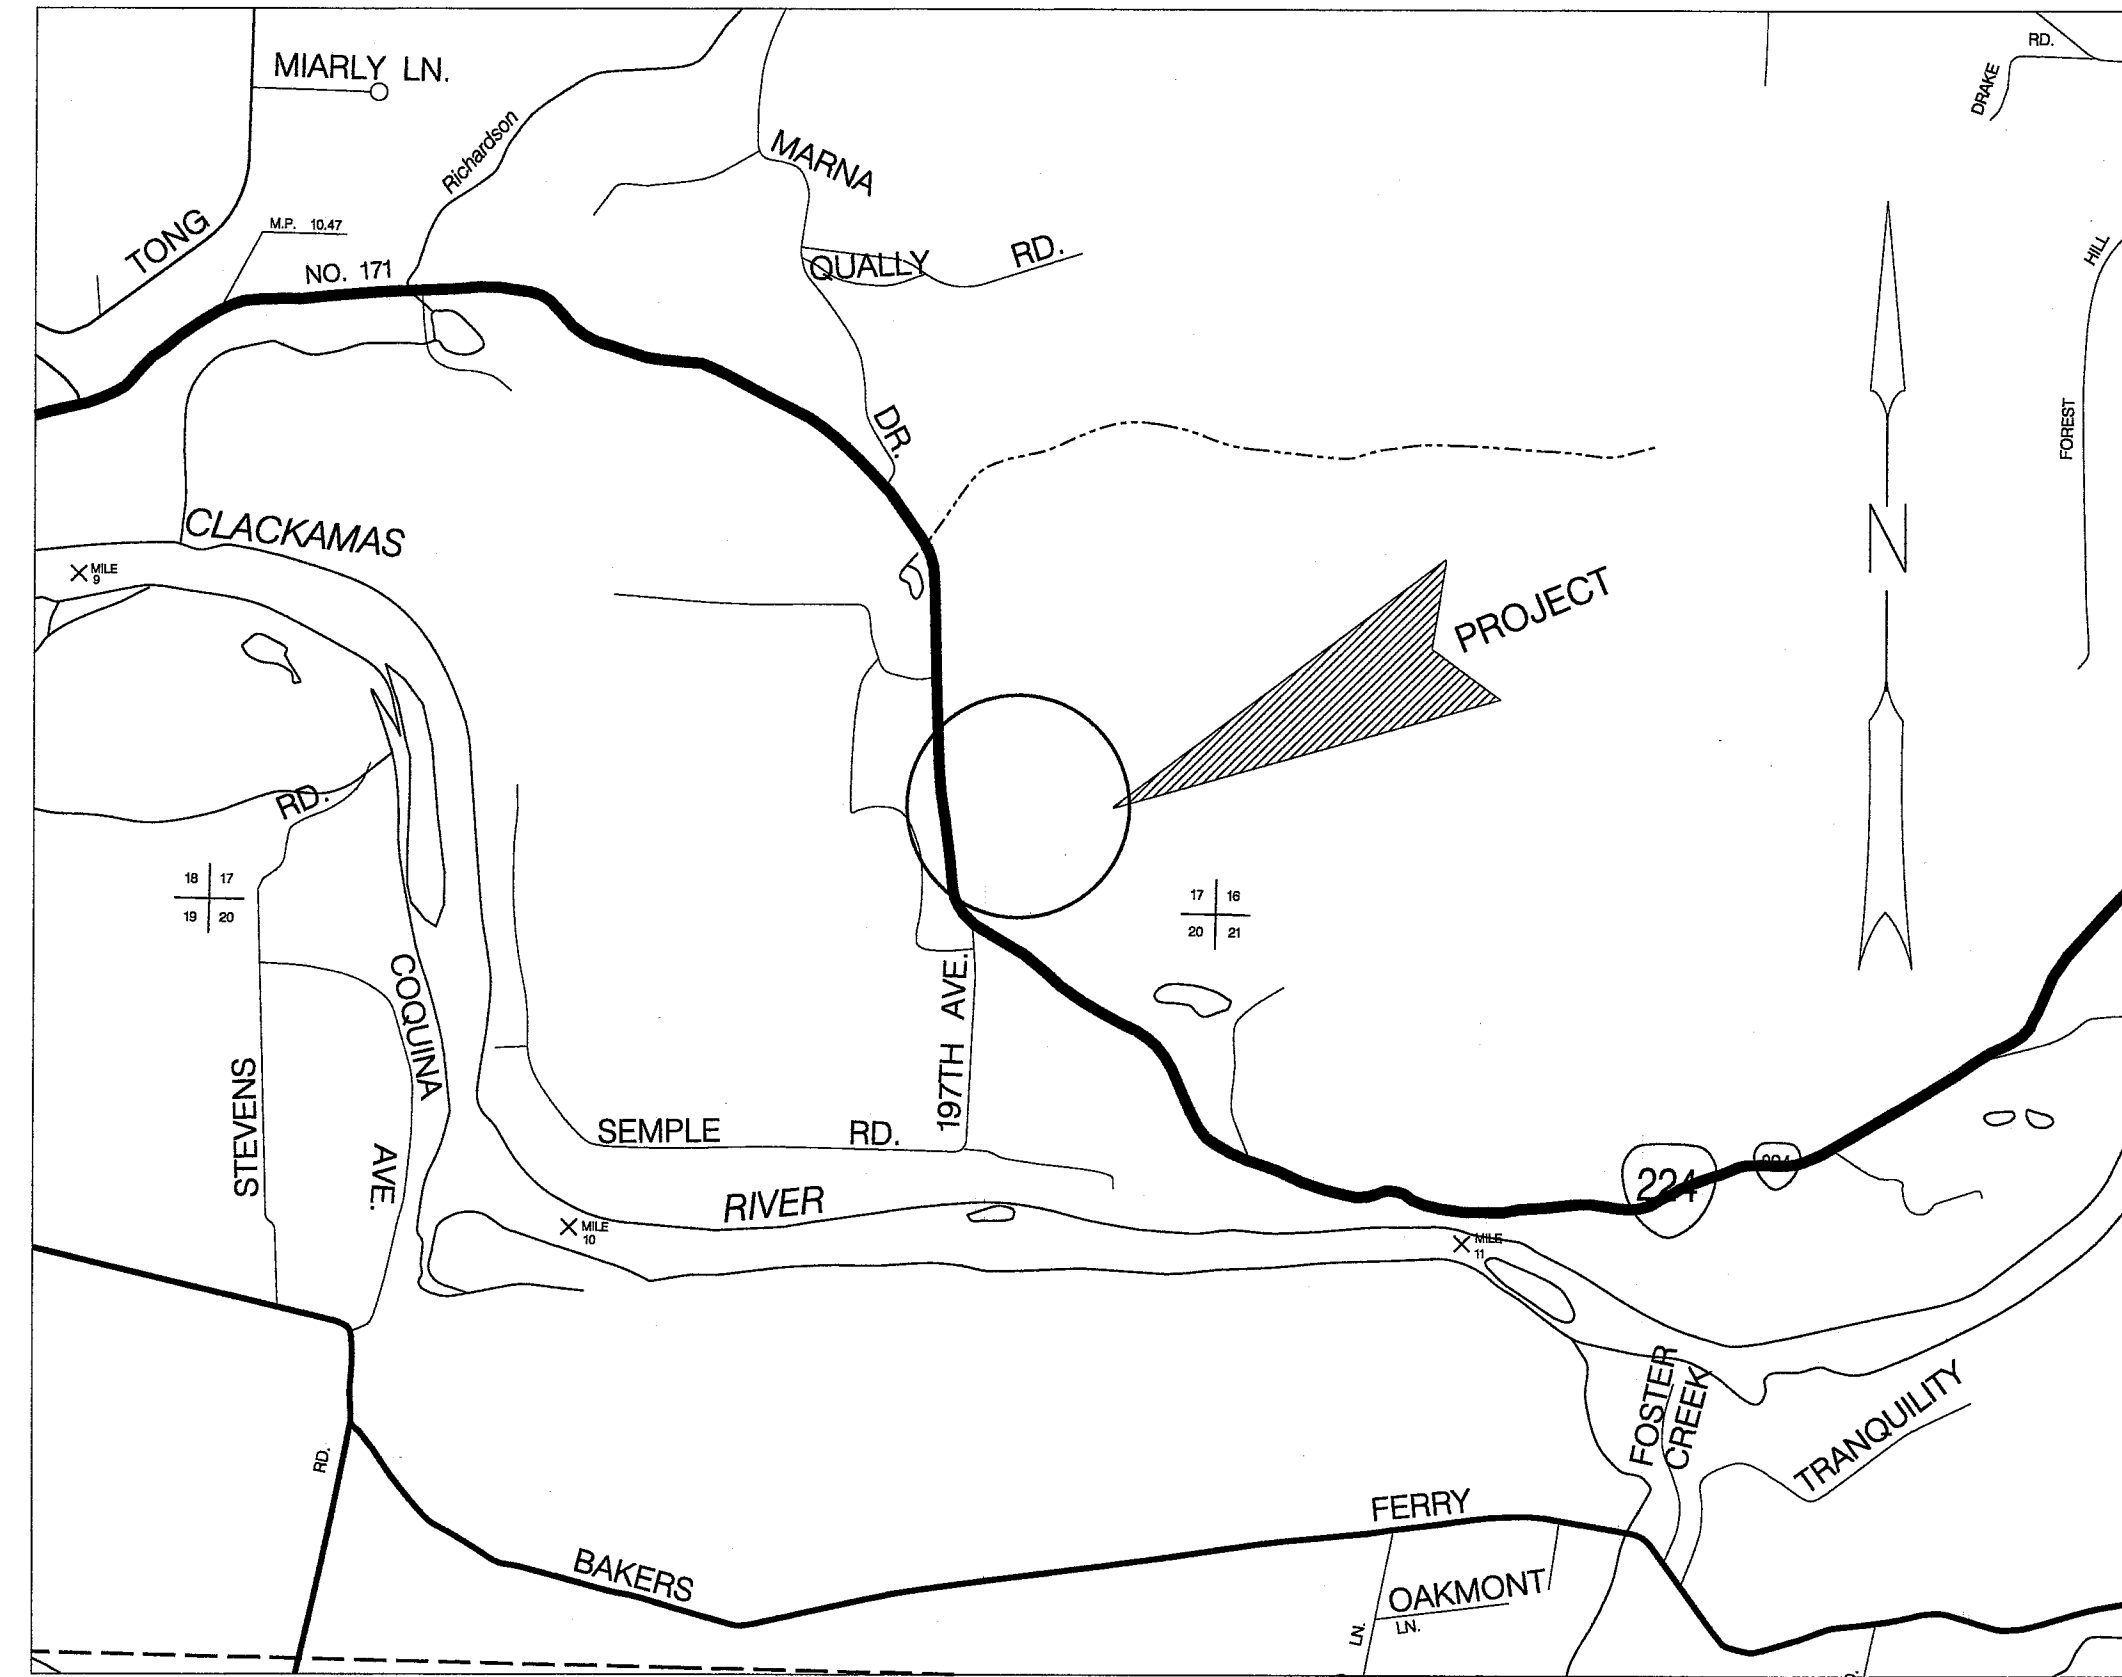 MIARLY LN.
RD.
DRAKE
Richardson
MARNA
TONG
M.P. 10.47
NO. 171
QUALLY RD.
HILL
FOREST
DR.
CLACKAMAS
MILE
9
N
PROJECT
RD.
18 17
19 20
17 16
20 21
COQUINA
197TH AVE.
STEVENS
SEMPLE RD.
AVE.
224
224
RIVER
MILE
10
MILE
11
FOSTER
CREEK
TRANQUILITY
RD.
FERRY
BAKERS
OAKMONT
LN.
LN.